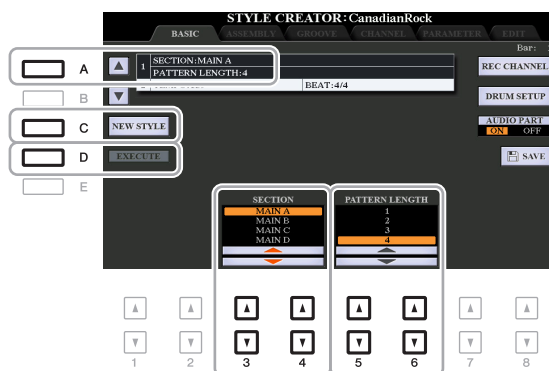 STYLE CREATOR: CanadianRock
BASIC ASSEMBLY GROOVE CHANNEL PARAMETER EDIT
Bar:
A
1 SECTION:MAIN A
PATTERN LENGTH:4
REC CHANNEL
B
2 BEAT:4/4
DRUM SETUP
C
NEW STYLE
AUDIO PART
ON OFF
D
EXECUTE
SAVE
E
SECTION PATTERN LENGTH
MAIN A 1
MAIN B 2
MAIN C 3
MAIN D 4
1 2 3 4 5 6 7 8